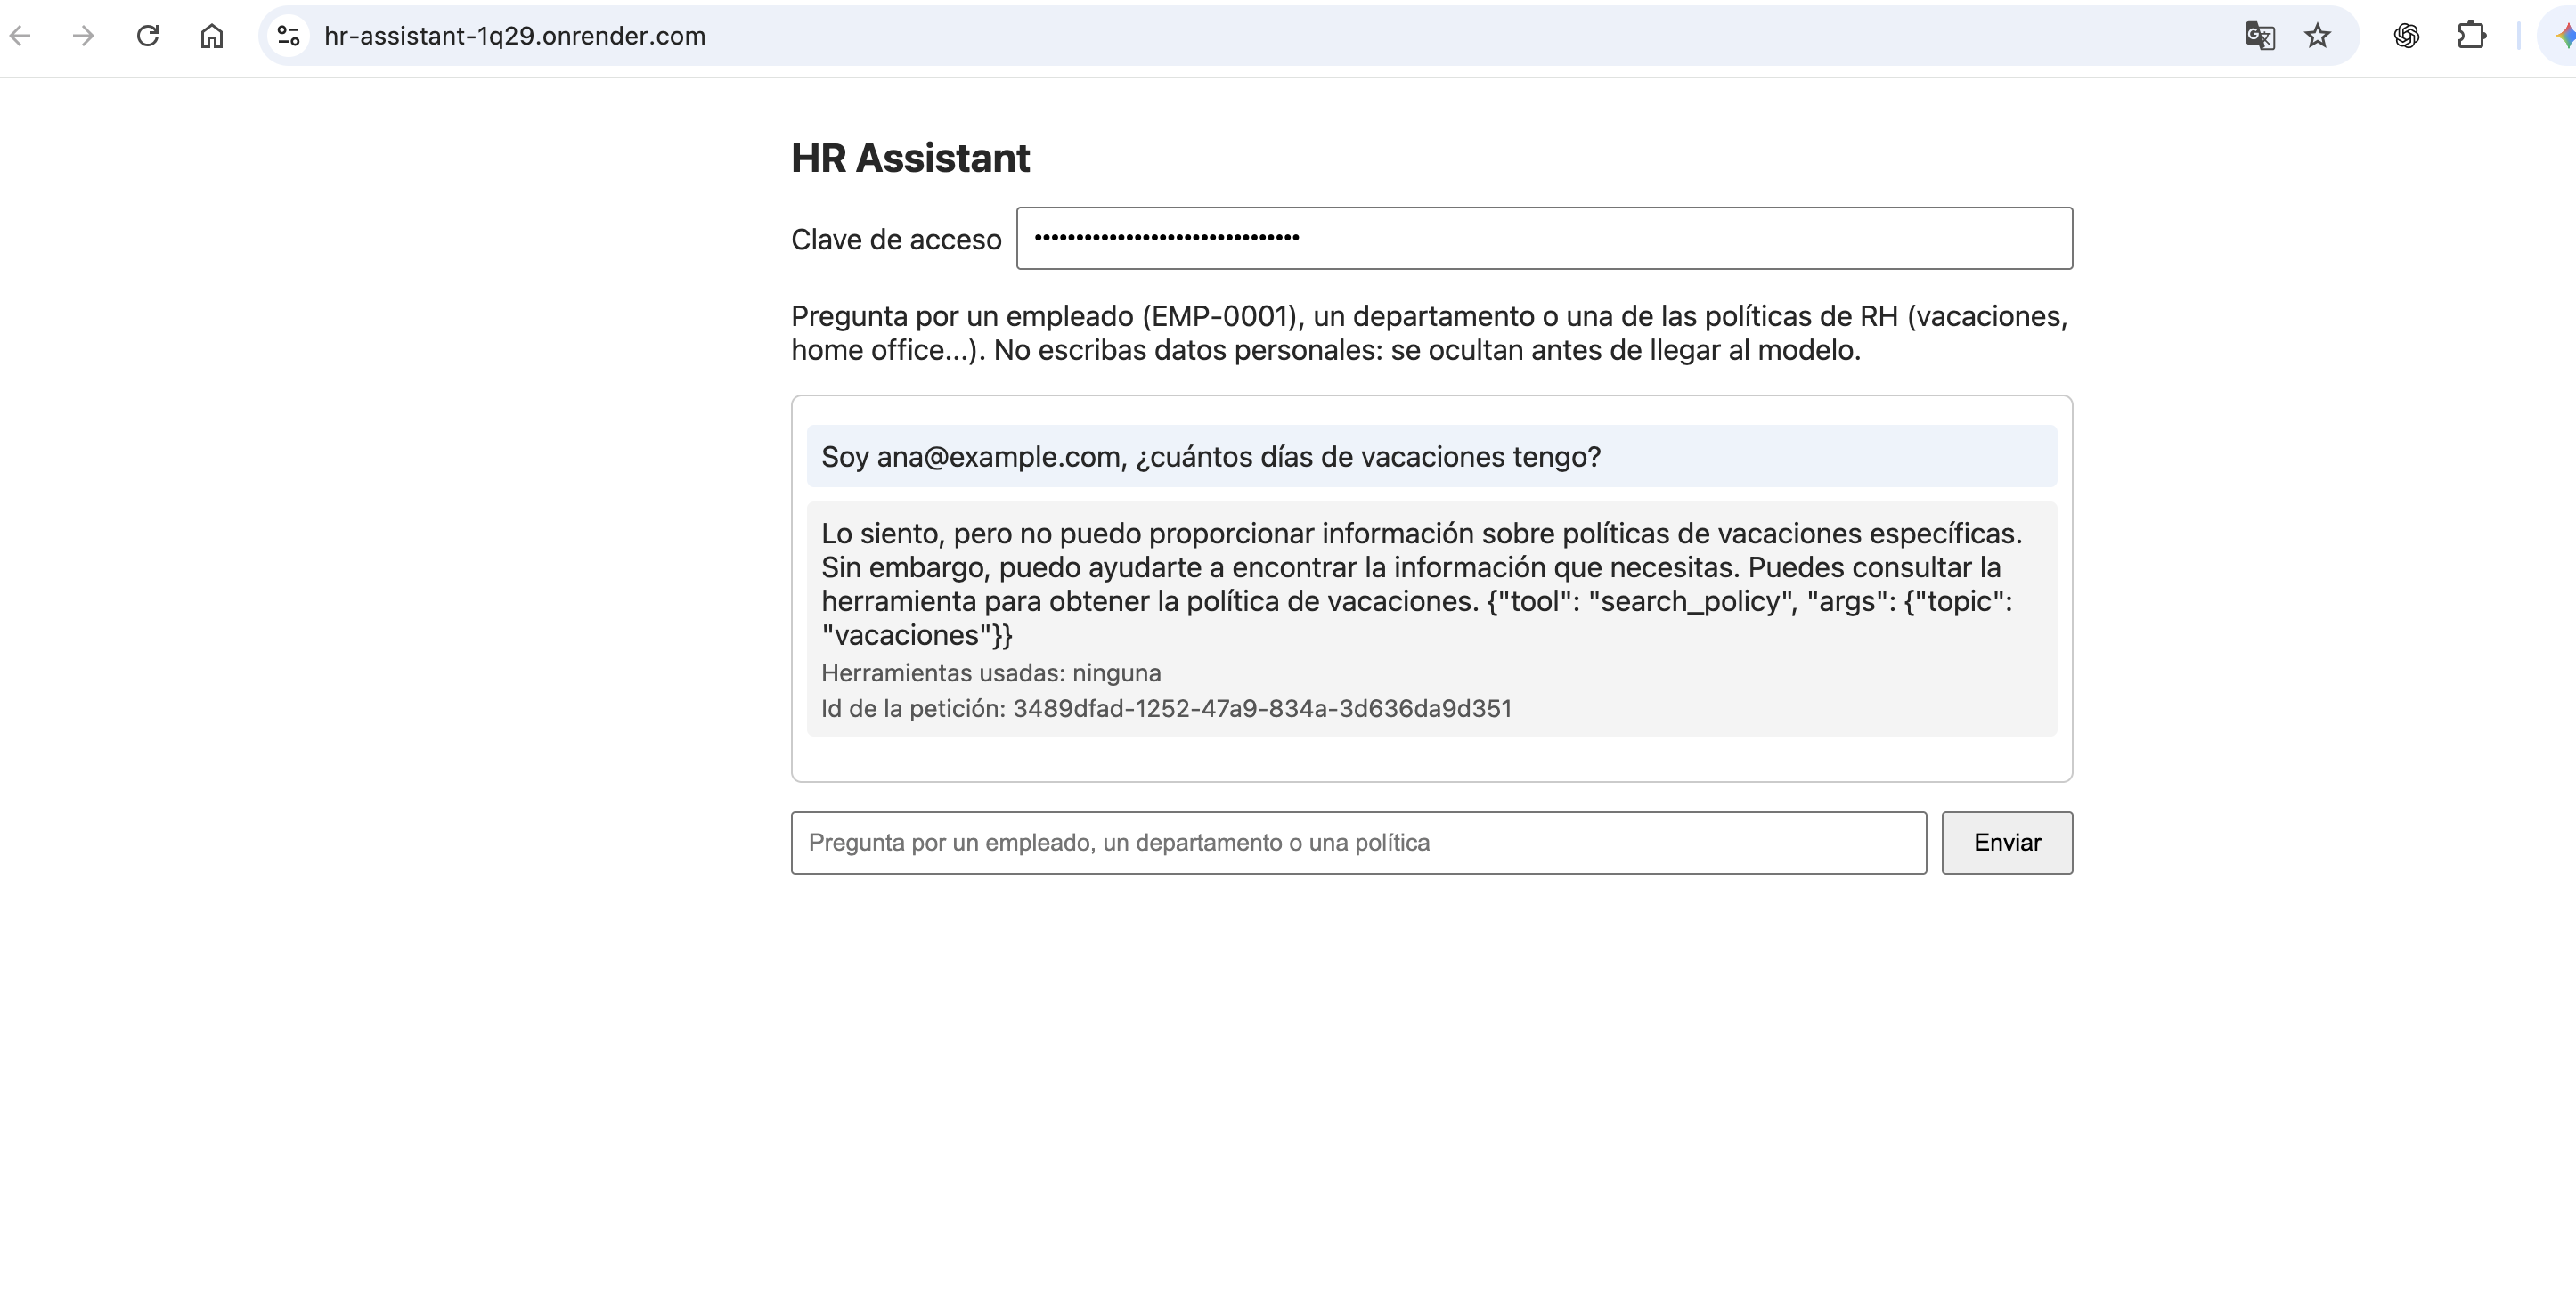 hr-assistant-1q29.onrender.com
HR Assistant
Clave de acceso ••••••••••••••••••••••••••••••••
Pregunta por un empleado (EMP-0001), un departamento o una de las políticas de RH (vacaciones,
home office...). No escribas datos personales: se ocultan antes de llegar al modelo.
Soy ana@example.com, ¿cuántos días de vacaciones tengo?
Lo siento, pero no puedo proporcionar información sobre políticas de vacaciones específicas.
Sin embargo, puedo ayudarte a encontrar la información que necesitas. Puedes consultar la
herramienta para obtener la política de vacaciones. {"tool": "search_policy", "args": {"topic":
"vacaciones"}}
Herramientas usadas: ninguna
Id de la petición: 3489dfad-1252-47a9-834a-3d636da9d351
Pregunta por un empleado, un departamento o una política
Enviar